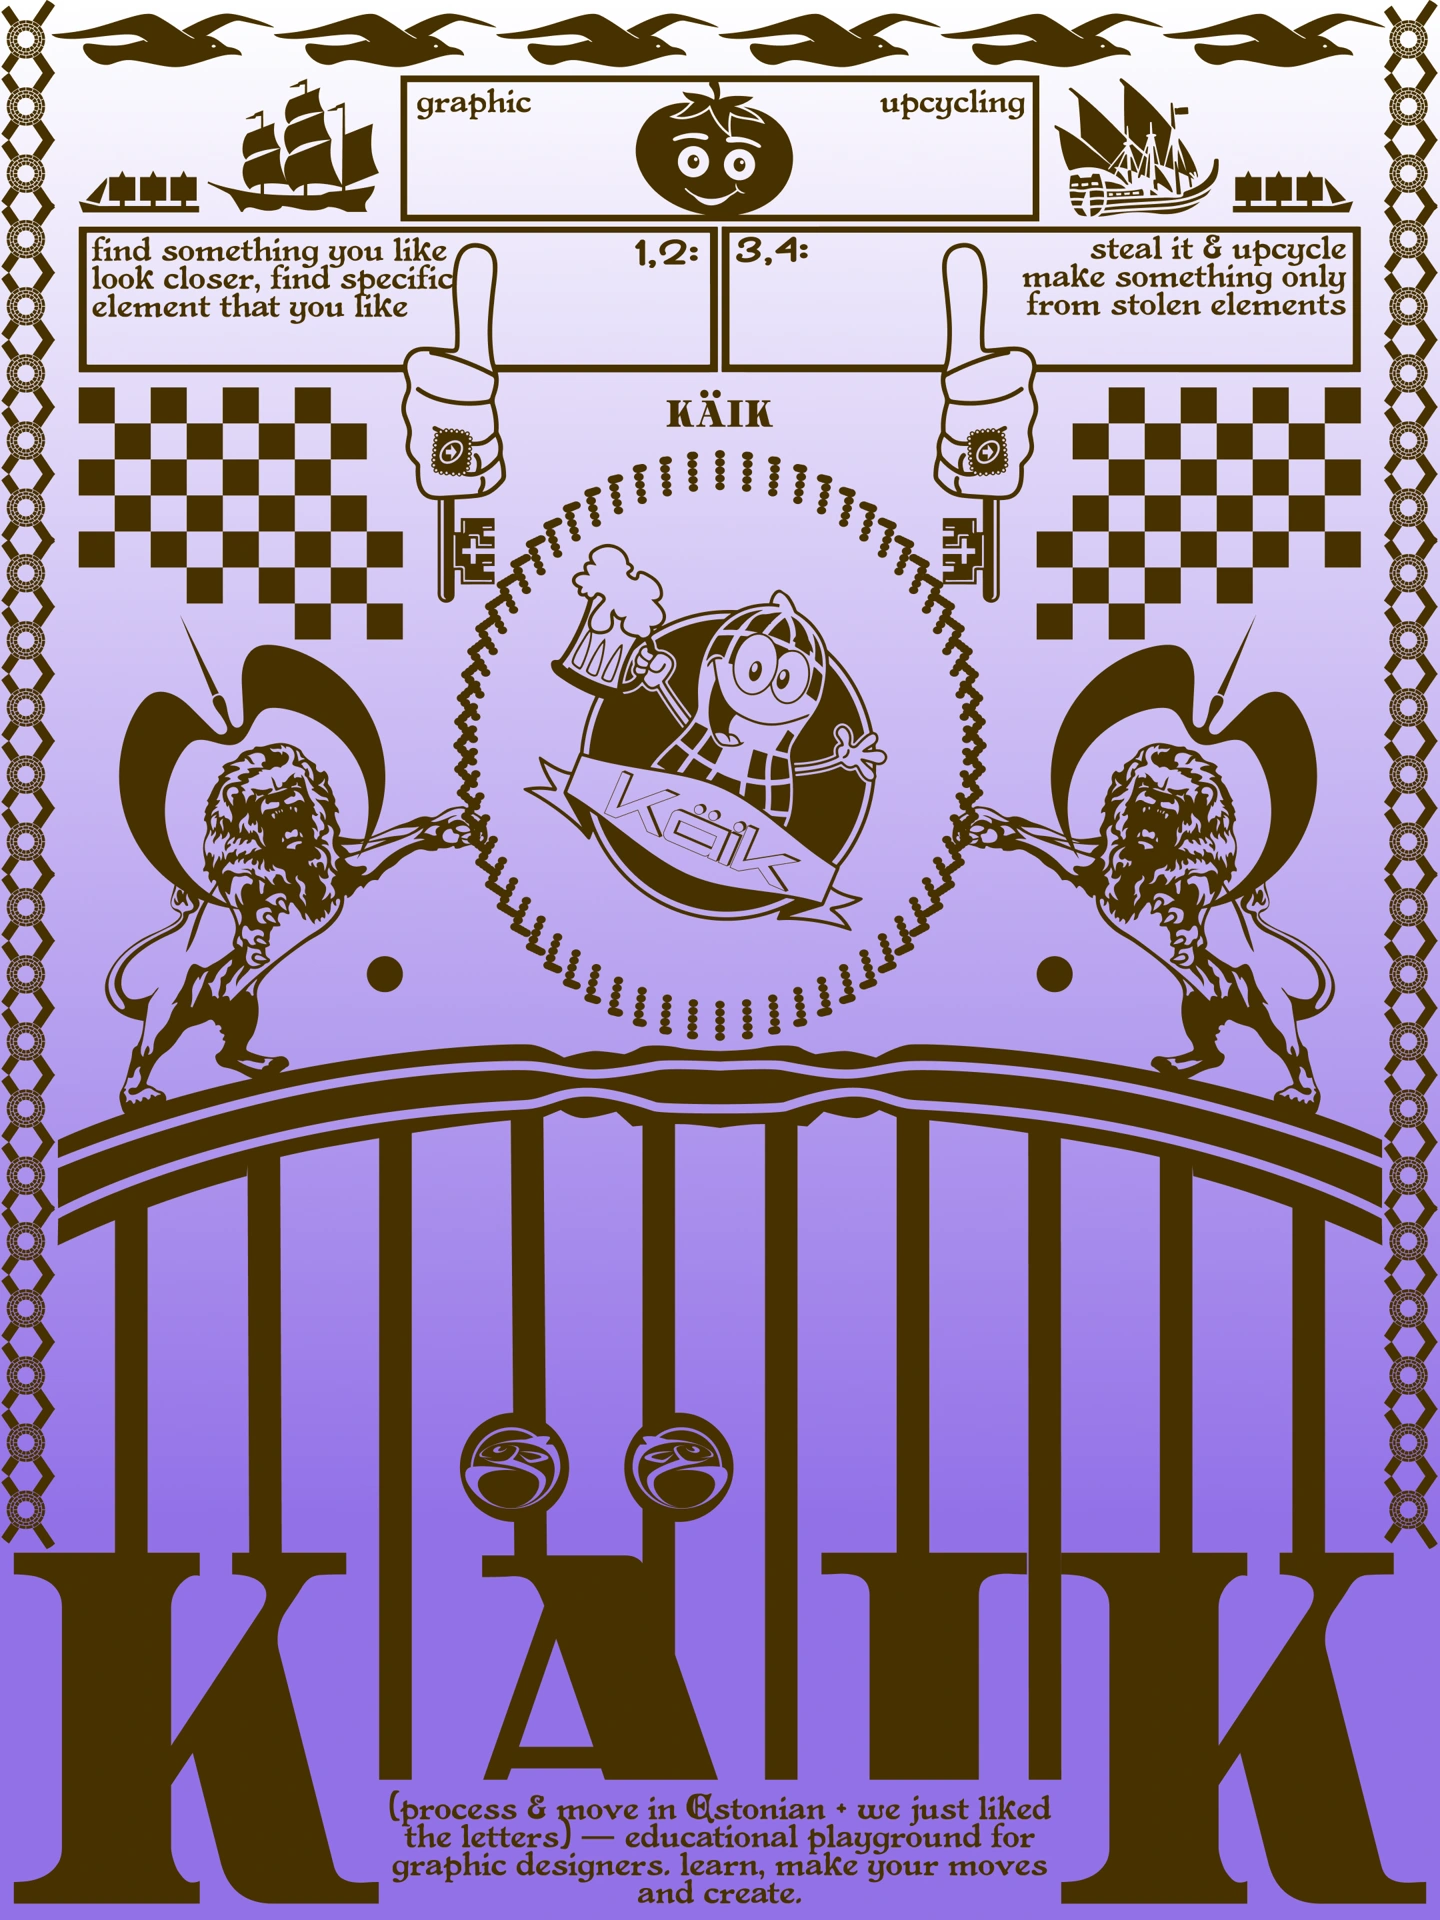 graphic
upcycling
find something you like
look closer, find specific
element that you like
1,2:
3,4:
steal it & upcycle
make something only
from stolen elements
KÄIK
Käik
KÄIK
(process & move in Estonian + we just liked
the letters) — educational playground for
graphic designers. learn, make your moves
and create.